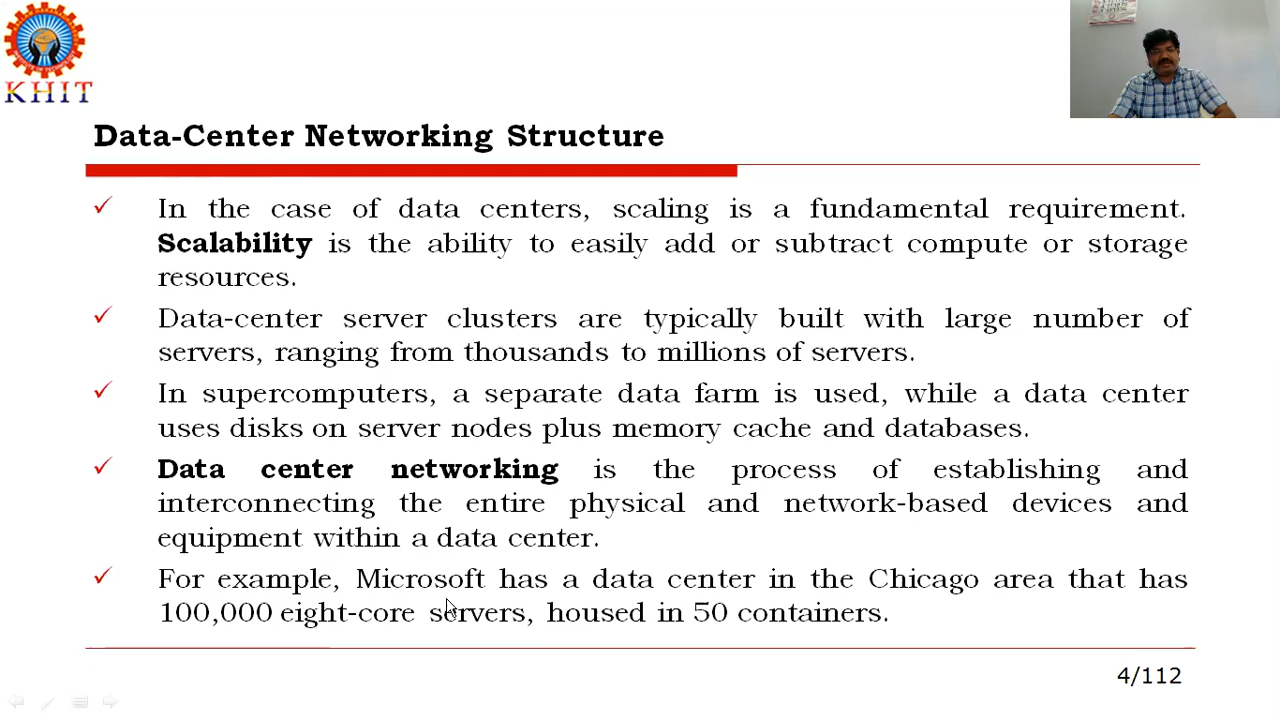 KHIT
Data-Center Networking Structure
In the case of data centers, scaling is a fundamental requirement.
Scalability is the ability to easily add or subtract compute or storage
resources.
Data-center server clusters are typically built with large number of
servers, ranging from thousands to millions of servers.
In supercomputers, a separate data farm is used, while a data center
uses disks on server nodes plus memory cache and databases.
Data center networking is the process of establishing and
interconnecting the entire physical and network-based devices and
equipment within a data center.
For example, Microsoft has a data center in the Chicago area that has
100,000 eight-core servers, housed in 50 containers.
4/112